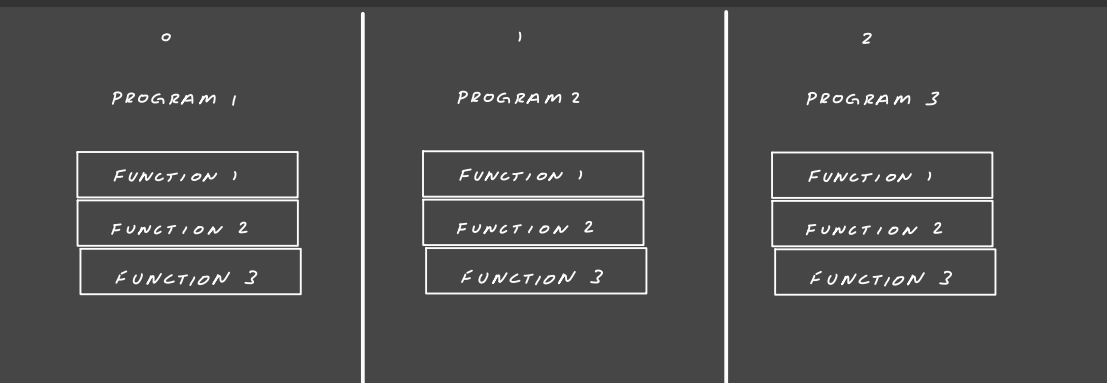 0
PROGRAM 1
FUNCTION 1
FUNCTION 2
FUNCTION 3
1
PROGRAM 2
FUNCTION 1
FUNCTION 2
FUNCTION 3
2
PROGRAM 3
FUNCTION 1
FUNCTION 2
FUNCTION 3